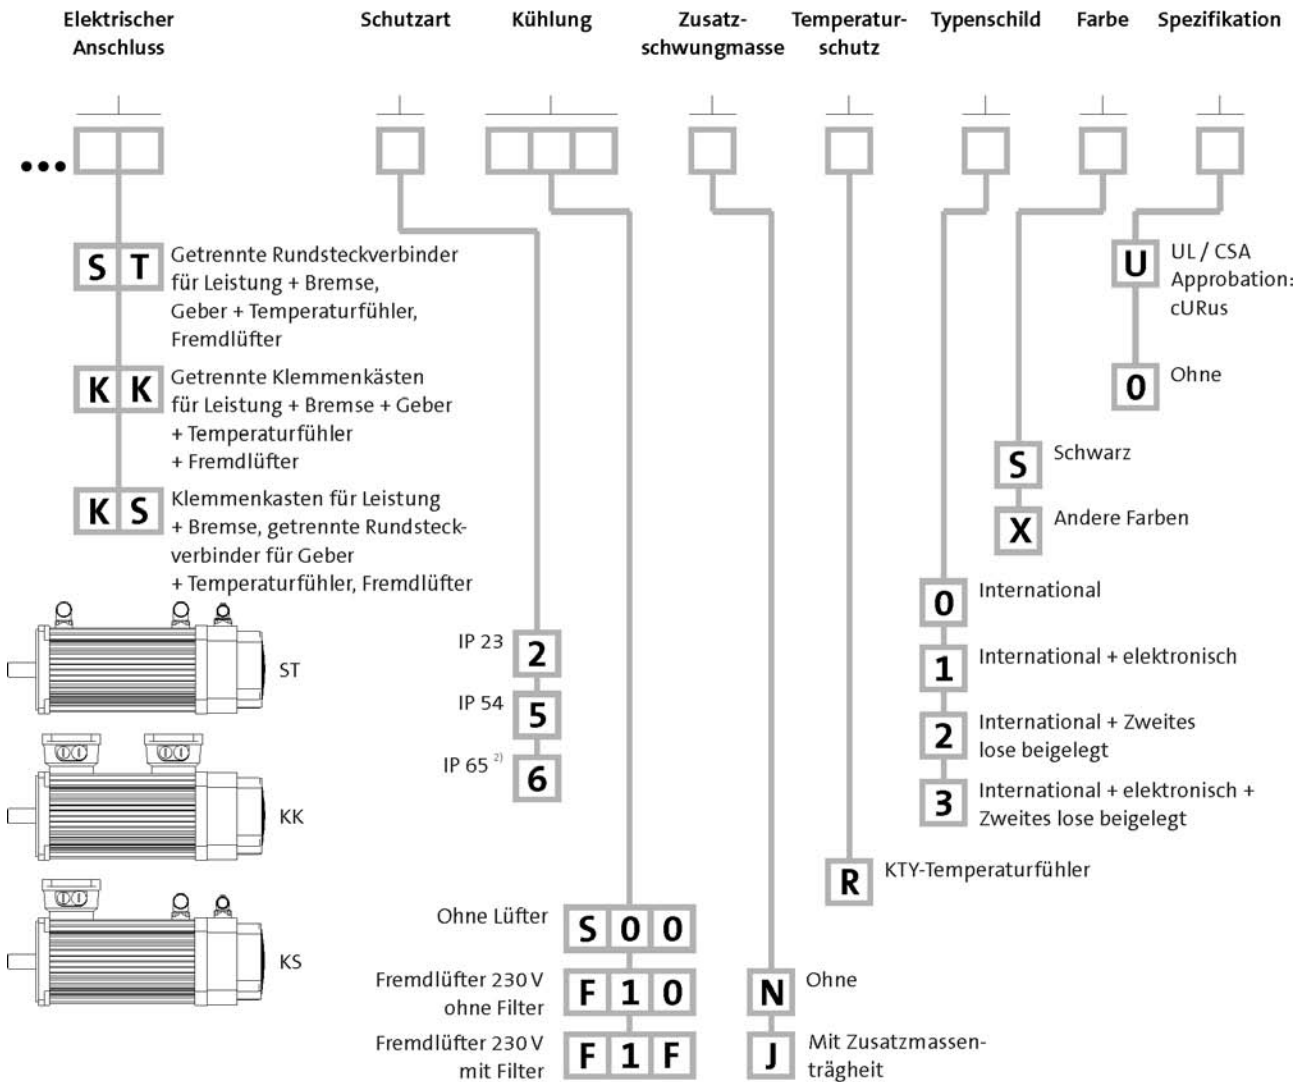 Elektrischer
Anschluss
Schutzart
Kühlung
Zusatz-
schwungmasse
Temperatur-
schutz
Typenschild
Farbe
Spezifikation
•••
S T
Getrennte Rundsteckverbinder
für Leistung + Bremse,
Geber + Temperaturfühler,
Fremdlüfter
K K
Getrennte Klemmenkästen
für Leistung + Bremse + Geber
+ Temperaturfühler
+ Fremdlüfter
K S
Klemmenkasten für Leistung
+ Bremse, getrennte Rundsteck-
verbinder für Geber
+ Temperaturfühler, Fremdlüfter
ST
KK
KS
IP 23
2
IP 54
5
IP 65 2)
6
Ohne Lüfter
S 0 0
Fremdlüfter 230 V
ohne Filter
F 1 0
Fremdlüfter 230 V
mit Filter
F 1 F
N
Ohne
J
Mit Zusatzmassen-
trägheit
R
KTY-Temperaturfühler
0
International
1
International + elektronisch
2
International + Zweites
lose beigelegt
3
International + elektronisch +
Zweites lose beigelegt
S
Schwarz
X
Andere Farben
U
UL / CSA
Approbation:
cURus
0
Ohne